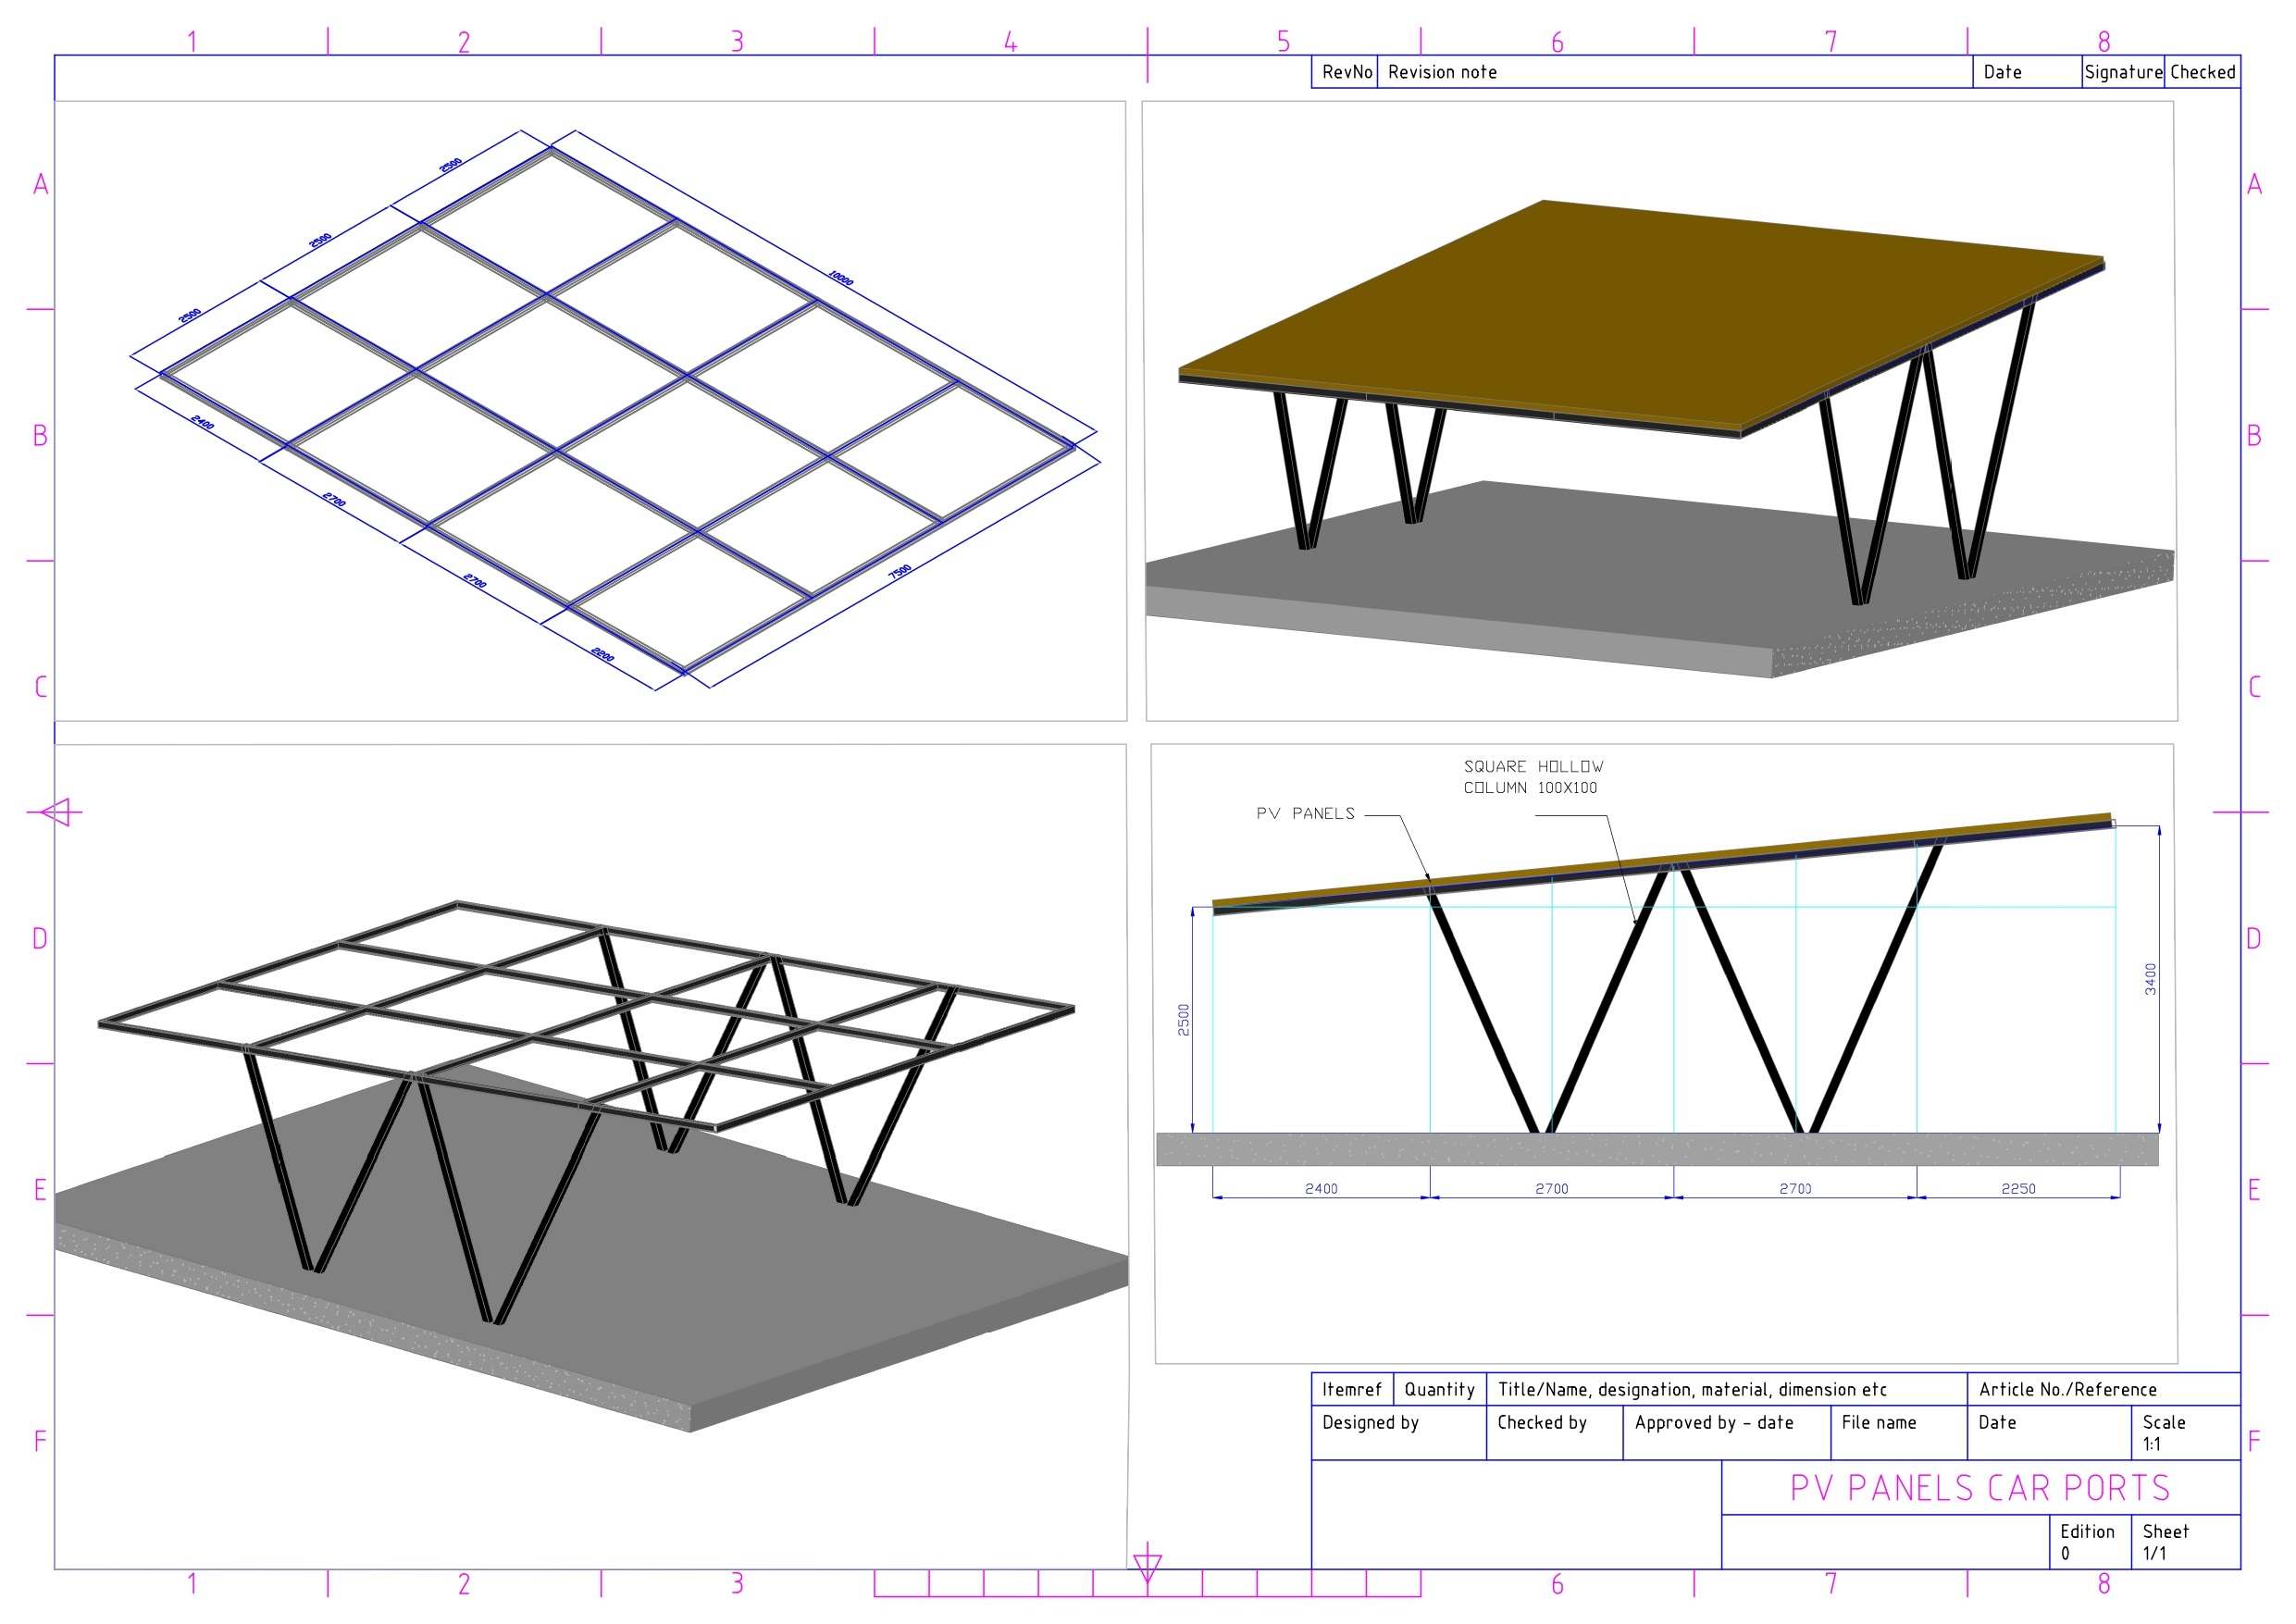 1 2 3 4 5 6 7 8
RevNo Revision note Date Signature Checked
A A
B B
C C
D D
E E
F F
2500
2500
2500
10000
2400
2700
2700
2200
7500
SQUARE HOLLOW
COLUMN 100X100
PV PANELS
2500
3400
2400 2700 2700 2250
Itemref Quantity Title/Name, designation, material, dimension etc Article No./Reference
Designed by Checked by Approved by - date File name Date Scale
1:1
PV PANELS CAR PORTS
Edition Sheet
0 1/1
1 2 3 6 7 8